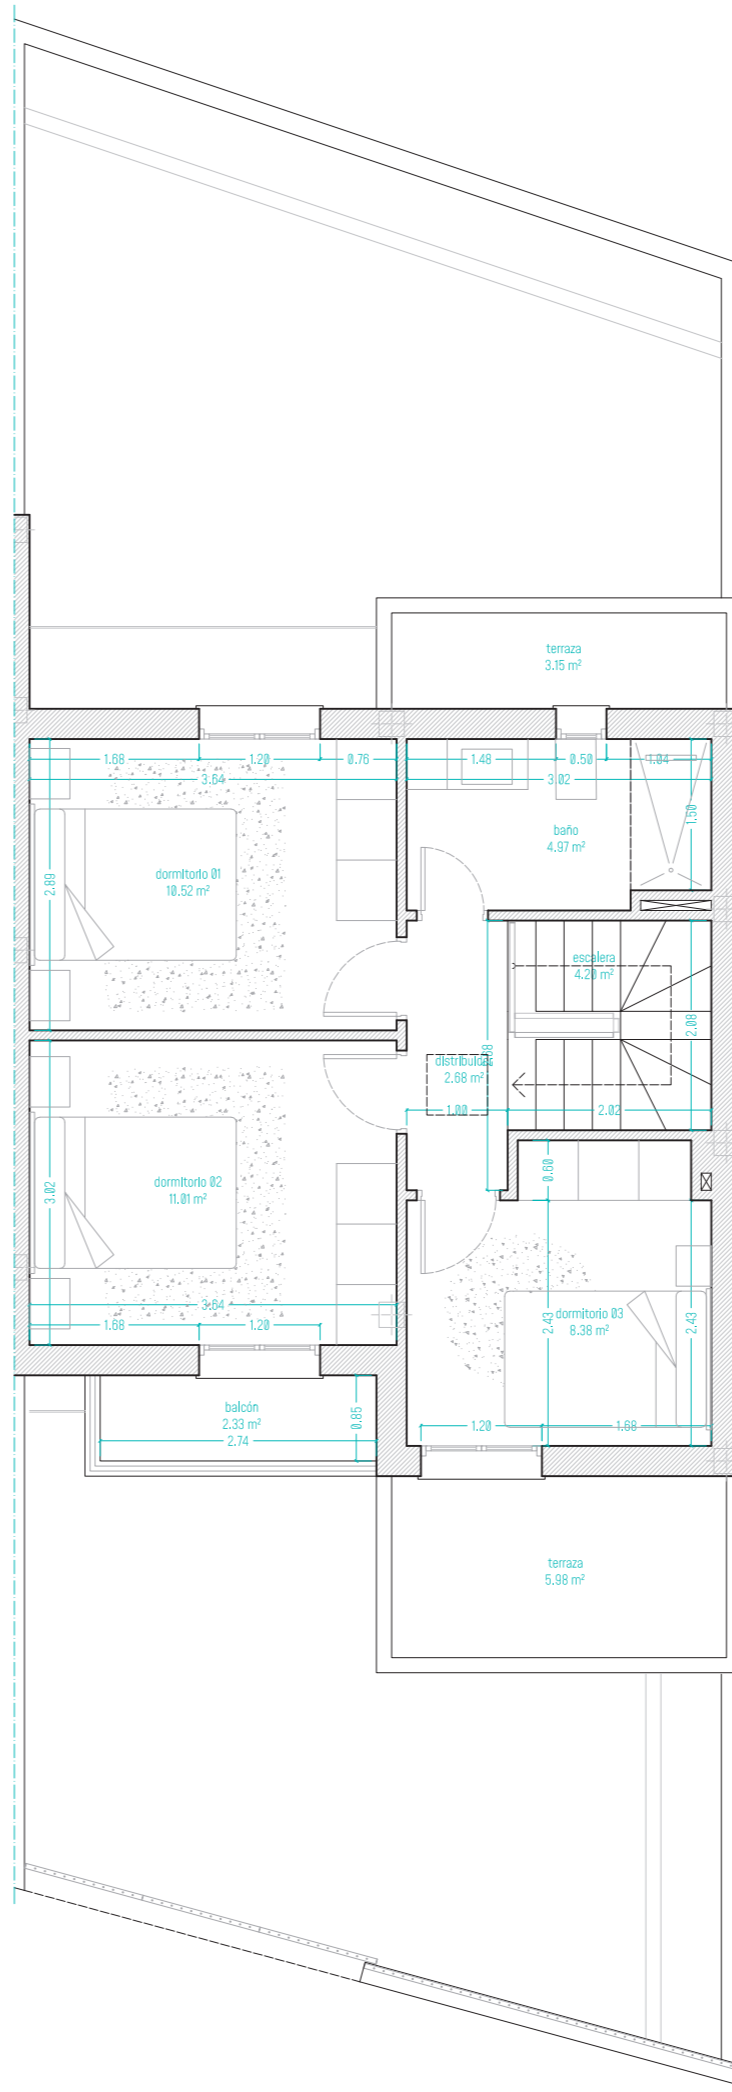 terraza
3.15 m²
1.68
1.20
0.76
1.48
0.50
1.04
3.64
3.02
1.50
baño
4.97 m²
2.89
dormitorio 01
10.52 m²
escalera
4.20 m²
2.08
distribuidor
2.68 m²
1.00
2.02
0.60
3.02
dormitorio 02
11.01 m²
3.64
1.68
1.20
2.43
dormitorio 03
8.38 m²
2.43
balcón
2.33 m²
2.74
0.85
1.20
1.68
terraza
5.98 m²